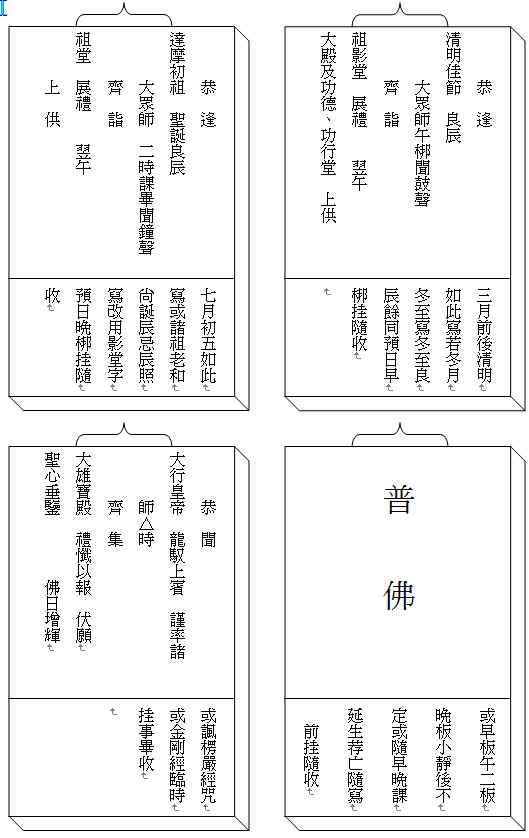 恭逢
清明佳節　良辰
大眾師午梆聞鼓聲
齊詣
祖影堂　展禮　翌午
大殿及功德、功行堂　上供
三月前後清明
如此寫若冬月
冬至寫冬至良
辰餘同預日早
梆挂隨收
恭逢
達摩初祖　聖誕良辰
大眾師　二時課畢聞鐘聲
齊詣
祖堂　展禮　翌午
上供
七月初五如此
寫或諸祖老和
尙誕辰忌辰照
寫改用影堂字
預日晚梆挂隨
收
普佛
或早板午二板
晚板小靜後不
定或隨早晚課
延生荐亡隨寫
前挂隨收
恭聞
大行皇帝　龍馭上賓　謹率諸
師△時
齊集
大雄寶殿　禮懺以報　伏願
聖心垂鑒　佛日增輝
或諷楞嚴經咒
或金剛經臨時
挂事畢收